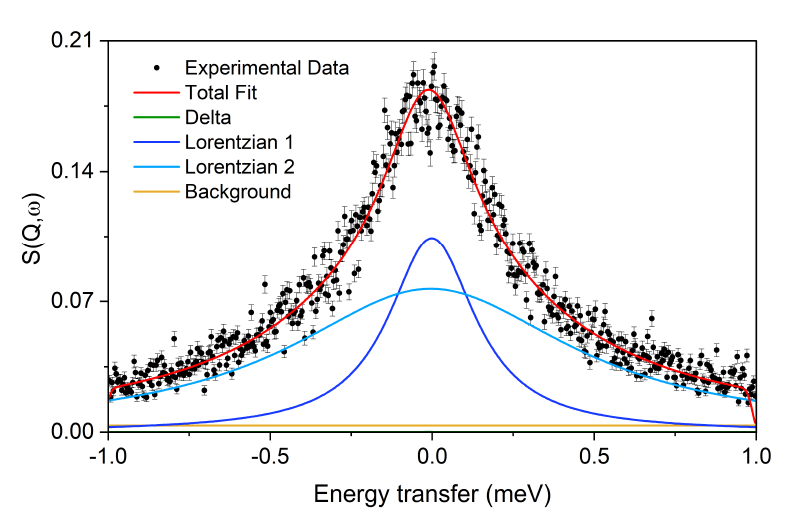 0.21
Experimental Data
Total Fit
Delta
0.14
Lorentzian 1
Lorentzian 2
Background
S(Q,ω)
0.07
0.00
-1.0 -0.5 0.0 0.5 1.0
Energy transfer (meV)